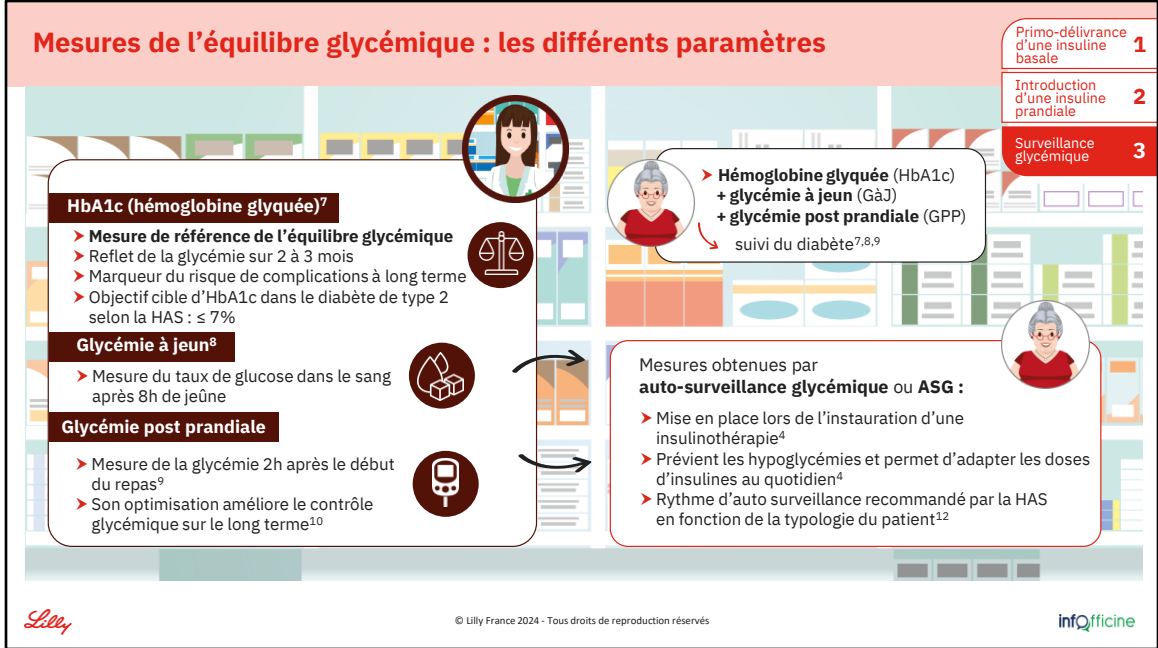 Mesures de l’équilibre glycémique : les différents paramètres
Primo-délivrance
d’une insuline
basale
1
Introduction
d’une insuline
prandiale
2
Surveillance
glycémique
3
HbA1c (hémoglobine glyquée)⁷
➤ Mesure de référence de l’équilibre glycémique
➤ Reflet de la glycémie sur 2 à 3 mois
➤ Marqueur du risque de complications à long terme
➤ Objectif cible d’HbA1c dans le diabète de type 2
selon la HAS : ≤ 7%
Glycémie à jeun⁸
➤ Mesure du taux de glucose dans le sang
après 8h de jeûne
Glycémie post prandiale
➤ Mesure de la glycémie 2h après le début
du repas⁹
➤ Son optimisation améliore le contrôle
glycémique sur le long terme¹⁰
➤ Hémoglobine glyquée (HbA1c)
+ glycémie à jeun (GàJ)
+ glycémie post prandiale (GPP)
suivi du diabète⁷,⁸,⁹
Mesures obtenues par
auto-surveillance glycémique ou ASG :
➤ Mise en place lors de l’instauration d’une
insulinothérapie⁴
➤ Prévient les hypoglycémies et permet d’adapter les doses
d’insulines au quotidien⁴
➤ Rythme d’auto surveillance recommandé par la HAS
en fonction de la typologie du patient¹²
Lilly
© Lilly France 2024 - Tous droits de reproduction réservés
infOfficine